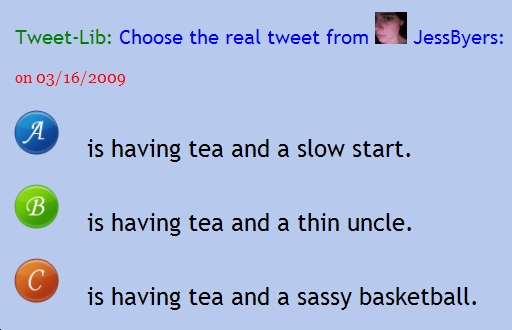 Tweet-Lib: Choose the real tweet from JessByers:
on 03/16/2009
A is having tea and a slow start.
B is having tea and a thin uncle.
C is having tea and a sassy basketball.